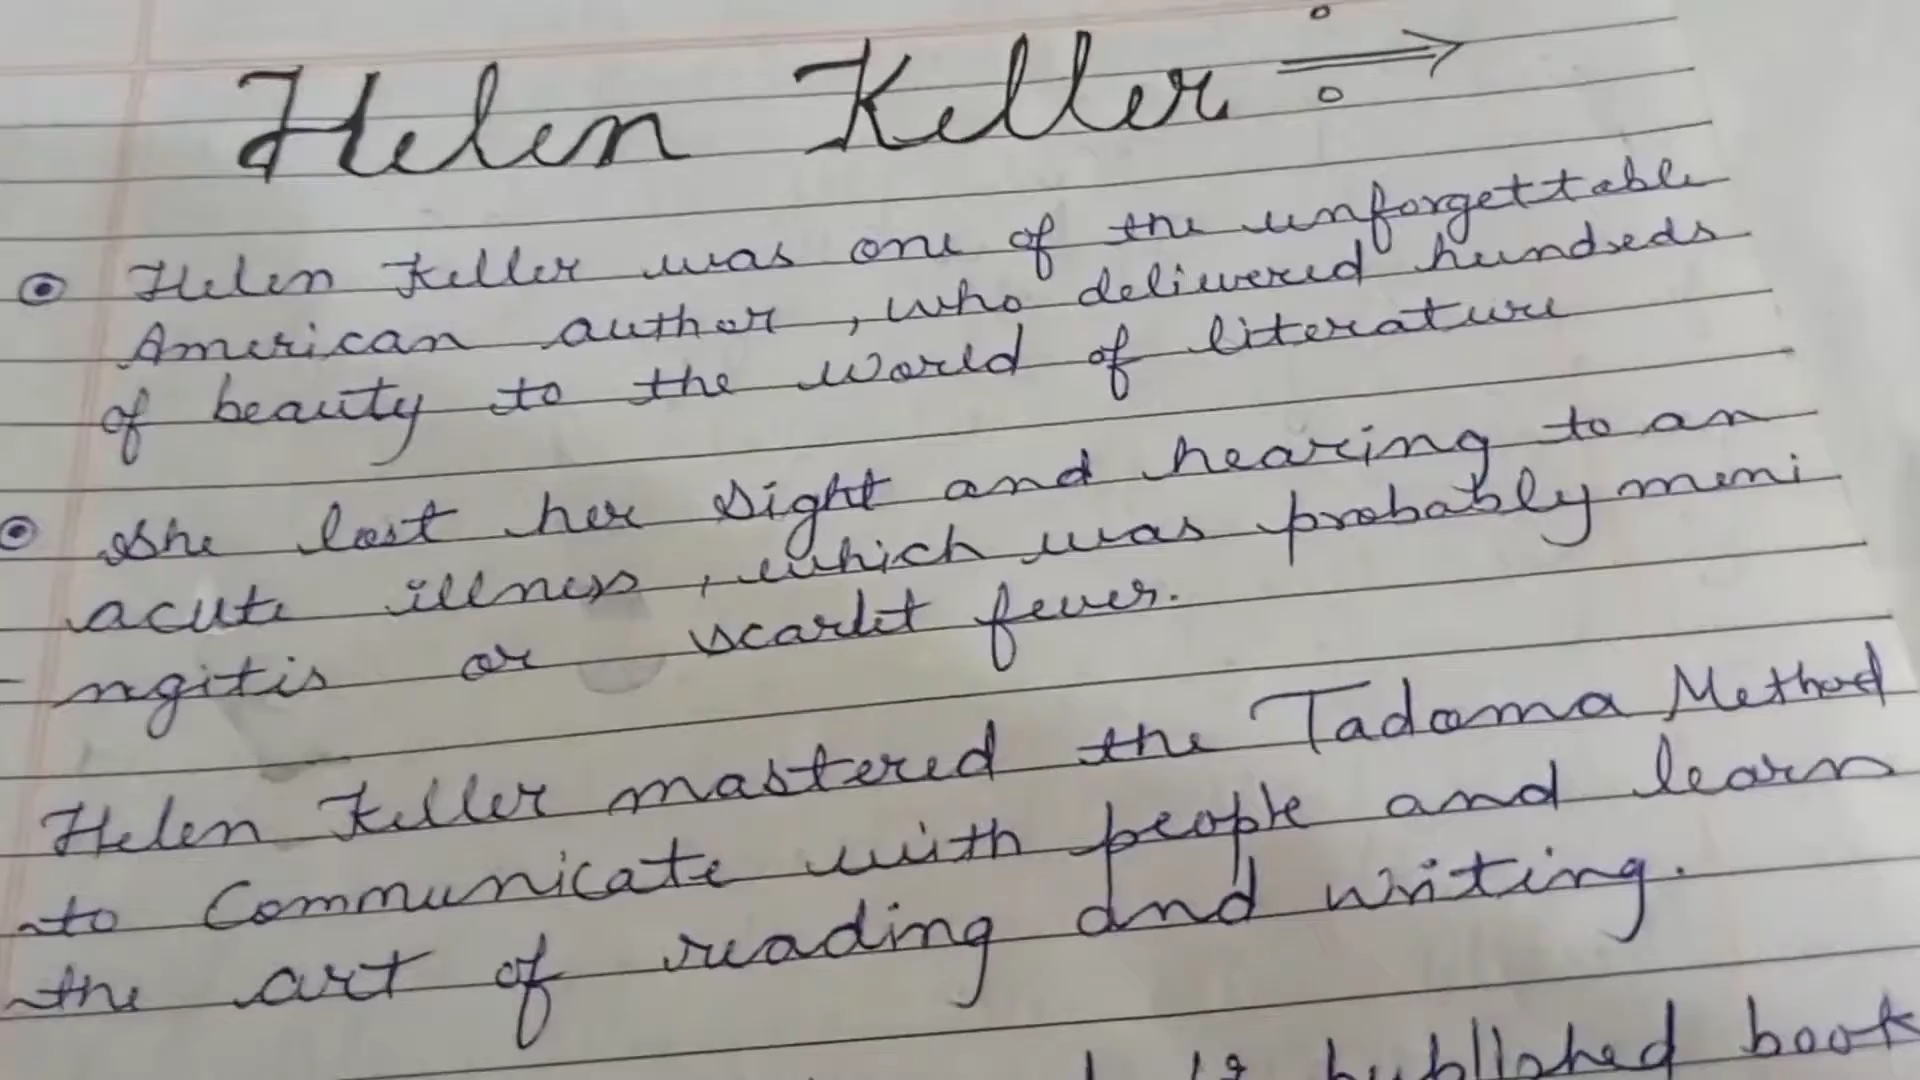 Helen Keller
Helen Keller was one of the unforgettable
American author, who delivered hundreds
of beauty to the world of literature
She lost her sight and hearing to an
acute illness, which was probably meni
-ngitis or scarlet fever.
Helen Keller mastered the Tadoma Method
to Communicate with people and learn
the art of reading and writing.
12 published book